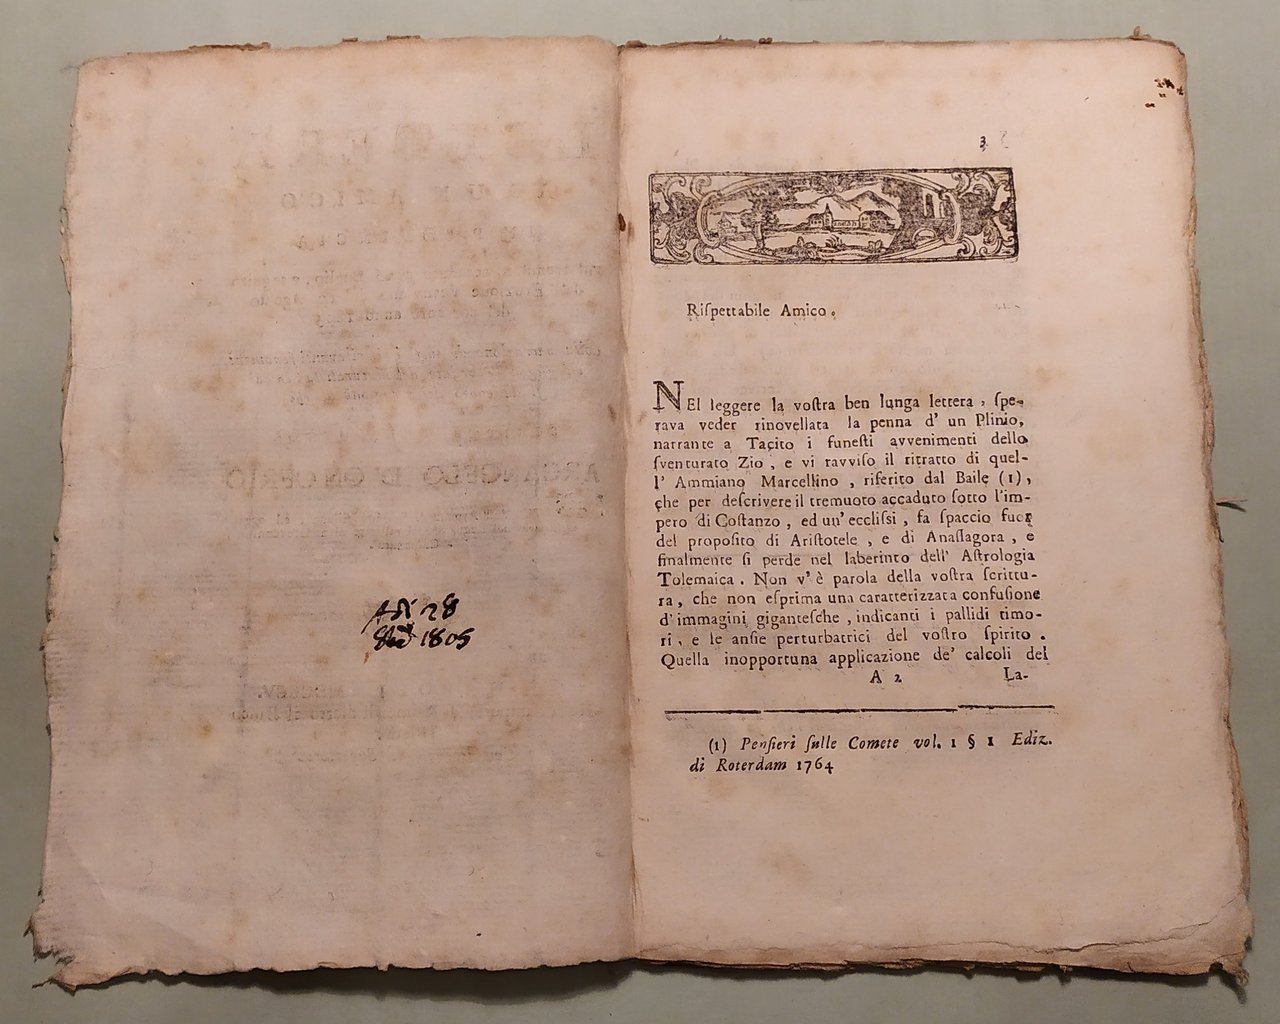 Adì 28
1805
3
Riſpettabile Amico.
NEl leggere la voſtra ben lunga lettera, ſpe-
rava veder rinovellata la penna d' un Plinio,
narrante a Tacito i funeſti avvenimenti dello
ſventurato Zio, e vi ravviſo il ritratto di quel-
l' Ammiano Marcellino, riferito dal Baile (1),
che per deſcrivere il tremuoto accaduto ſotto l'im-
pero di Coſtanzo, ed un' eccliſſi, fa ſpaccio fuor
del propoſito di Ariſtotele, e di Anaſſagora, e
finalmente ſi perde nel laberinto dell' Aſtrologia
Tolemaica. Non v' è parola della voſtra ſcrittu-
ra, che non eſprima una caratterizzata confuſione
d' immagini giganteſche, indicanti i pallidi timo-
ri, e le anſie perturbatrici del voſtro ſpirito.
Quella inopportuna applicazione de' calcoli del
A 2 La-
(1) Penſieri ſulle Comete vol. 1 § 1 Ediz.
di Roterdam 1764